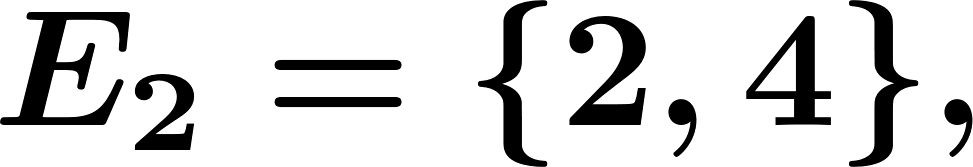 E₂ = {2, 4},